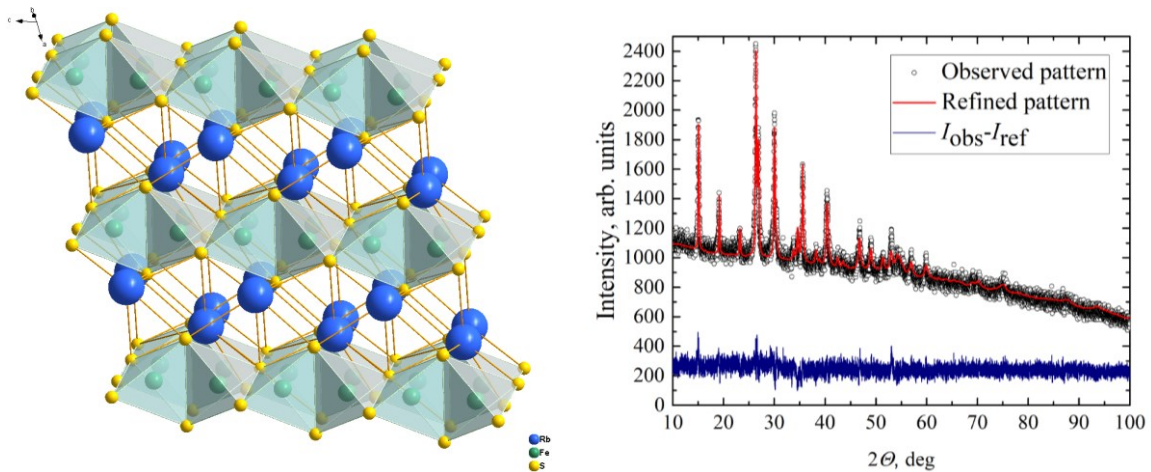 b
c
a
Rb
Fe
S
2400
2200
2000
1800
1600
1400
1200
1000
800
600
400
200
0
Intensity, arb. units
Observed pattern
Refined pattern
Iobs-Iref
10 20 30 40 50 60 70 80 90 100
2Θ, deg